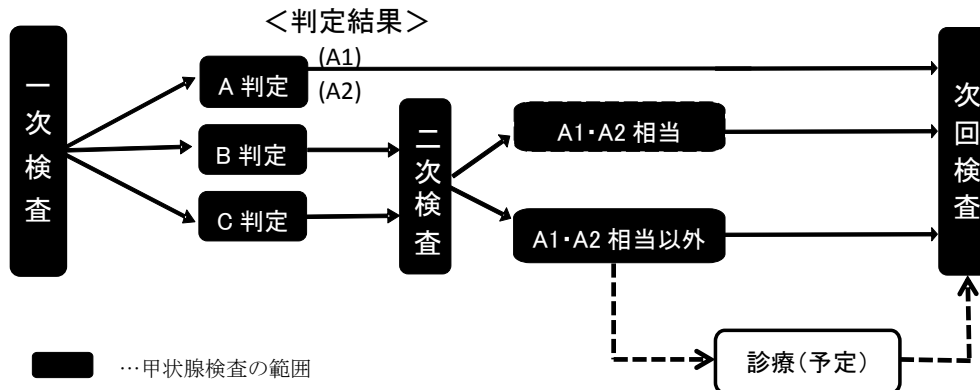 ＜判定結果＞
一次検査
A 判定
(A1)
(A2)
B 判定
C 判定
二次検査
A1・A2 相当
A1・A2 相当以外
次回検査
診療(予定)
…甲状腺検査の範囲